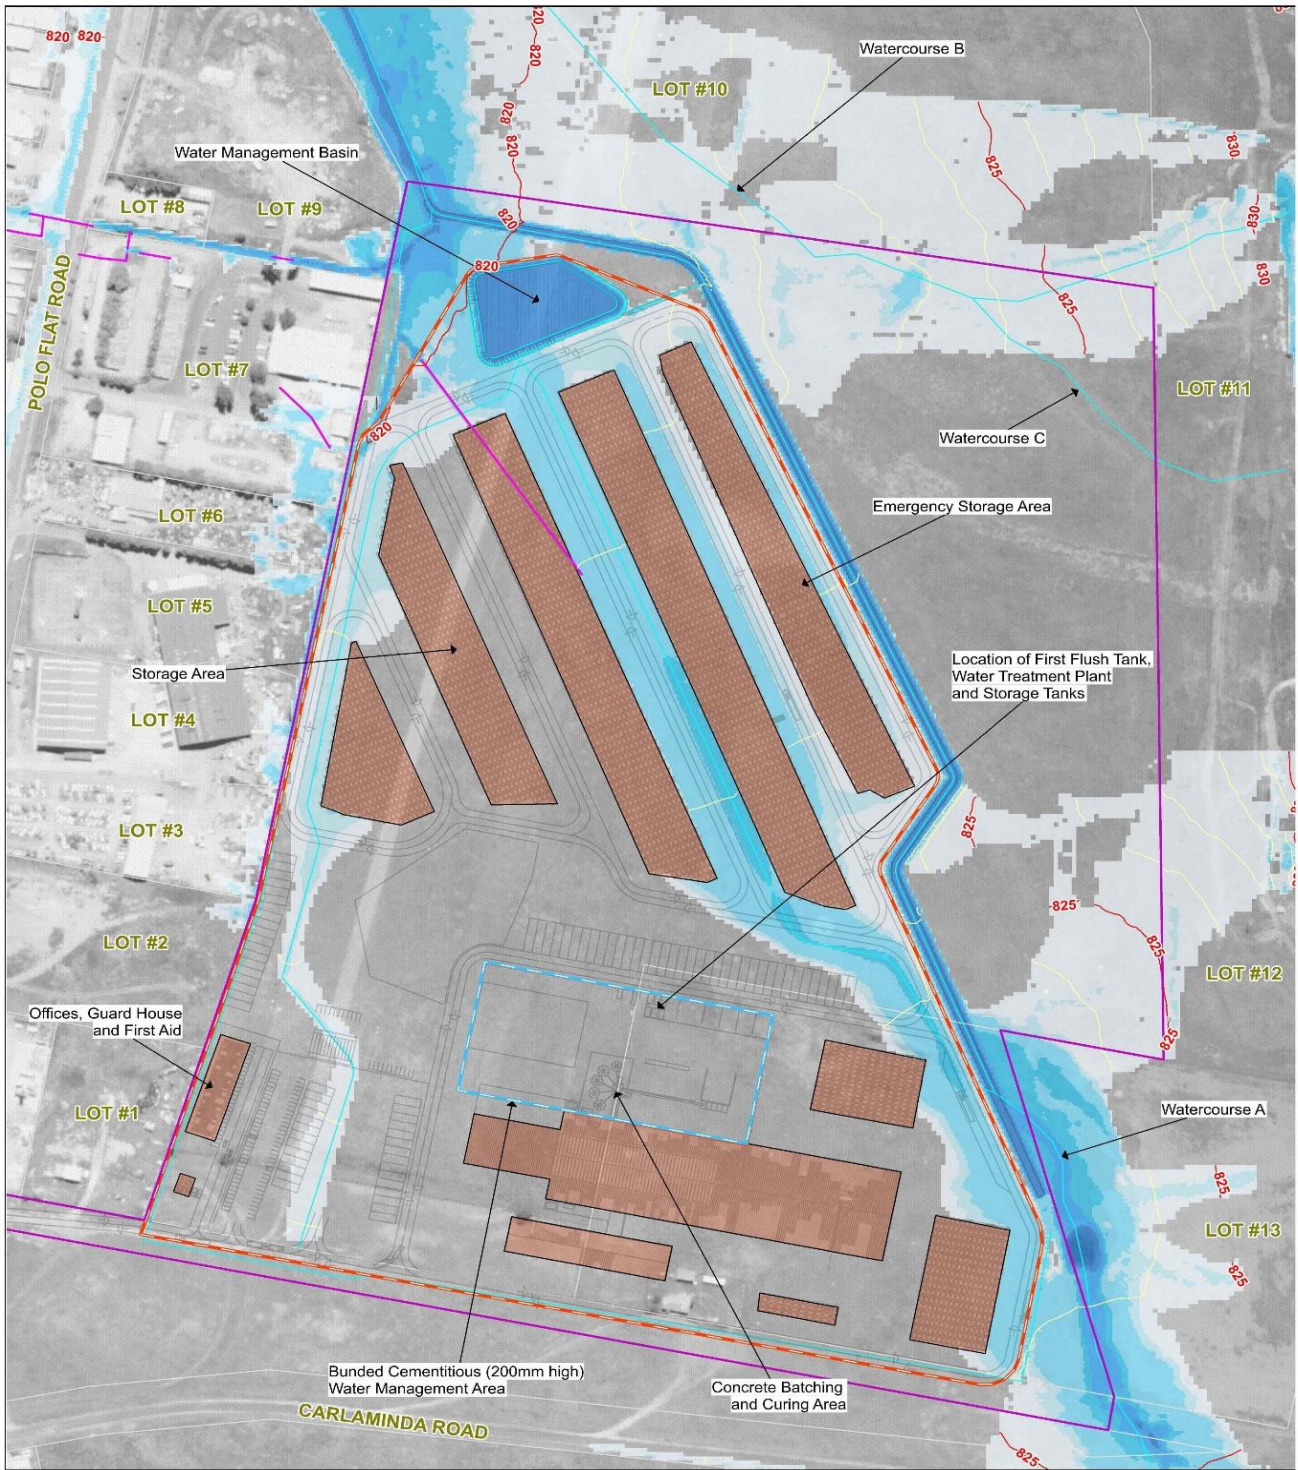 820
820
820
820
Watercourse B
LOT #10
820
820
Water Management Basin
830
825
LOT #8
LOT #9
820
830
820
830
POLO FLAT ROAD
825
LOT #7
LOT #11
820
Watercourse C
Emergency Storage Area
LOT #6
LOT #5
Storage Area
Location of First Flush Tank,
Water Treatment Plant
and Storage Tanks
LOT #4
LOT #3
825
825
LOT #2
825
LOT #12
Offices, Guard House
and First Aid
825
LOT #1
Watercourse A
825
LOT #13
825
Bunded Cementitious (200mm high)
Water Management Area
Concrete Batching
and Curing Area
CARLAMINDA ROAD
825